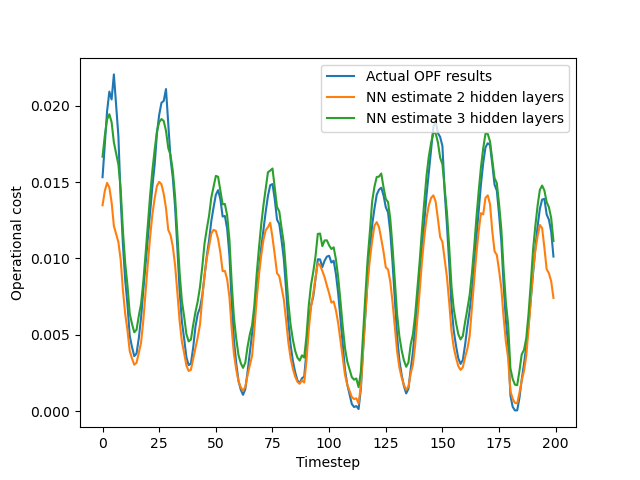 Actual OPF results
NN estimate 2 hidden layers
NN estimate 3 hidden layers
Operational cost
0.020
0.015
0.010
0.005
0.000
0 25 50 75 100 125 150 175 200
Timestep